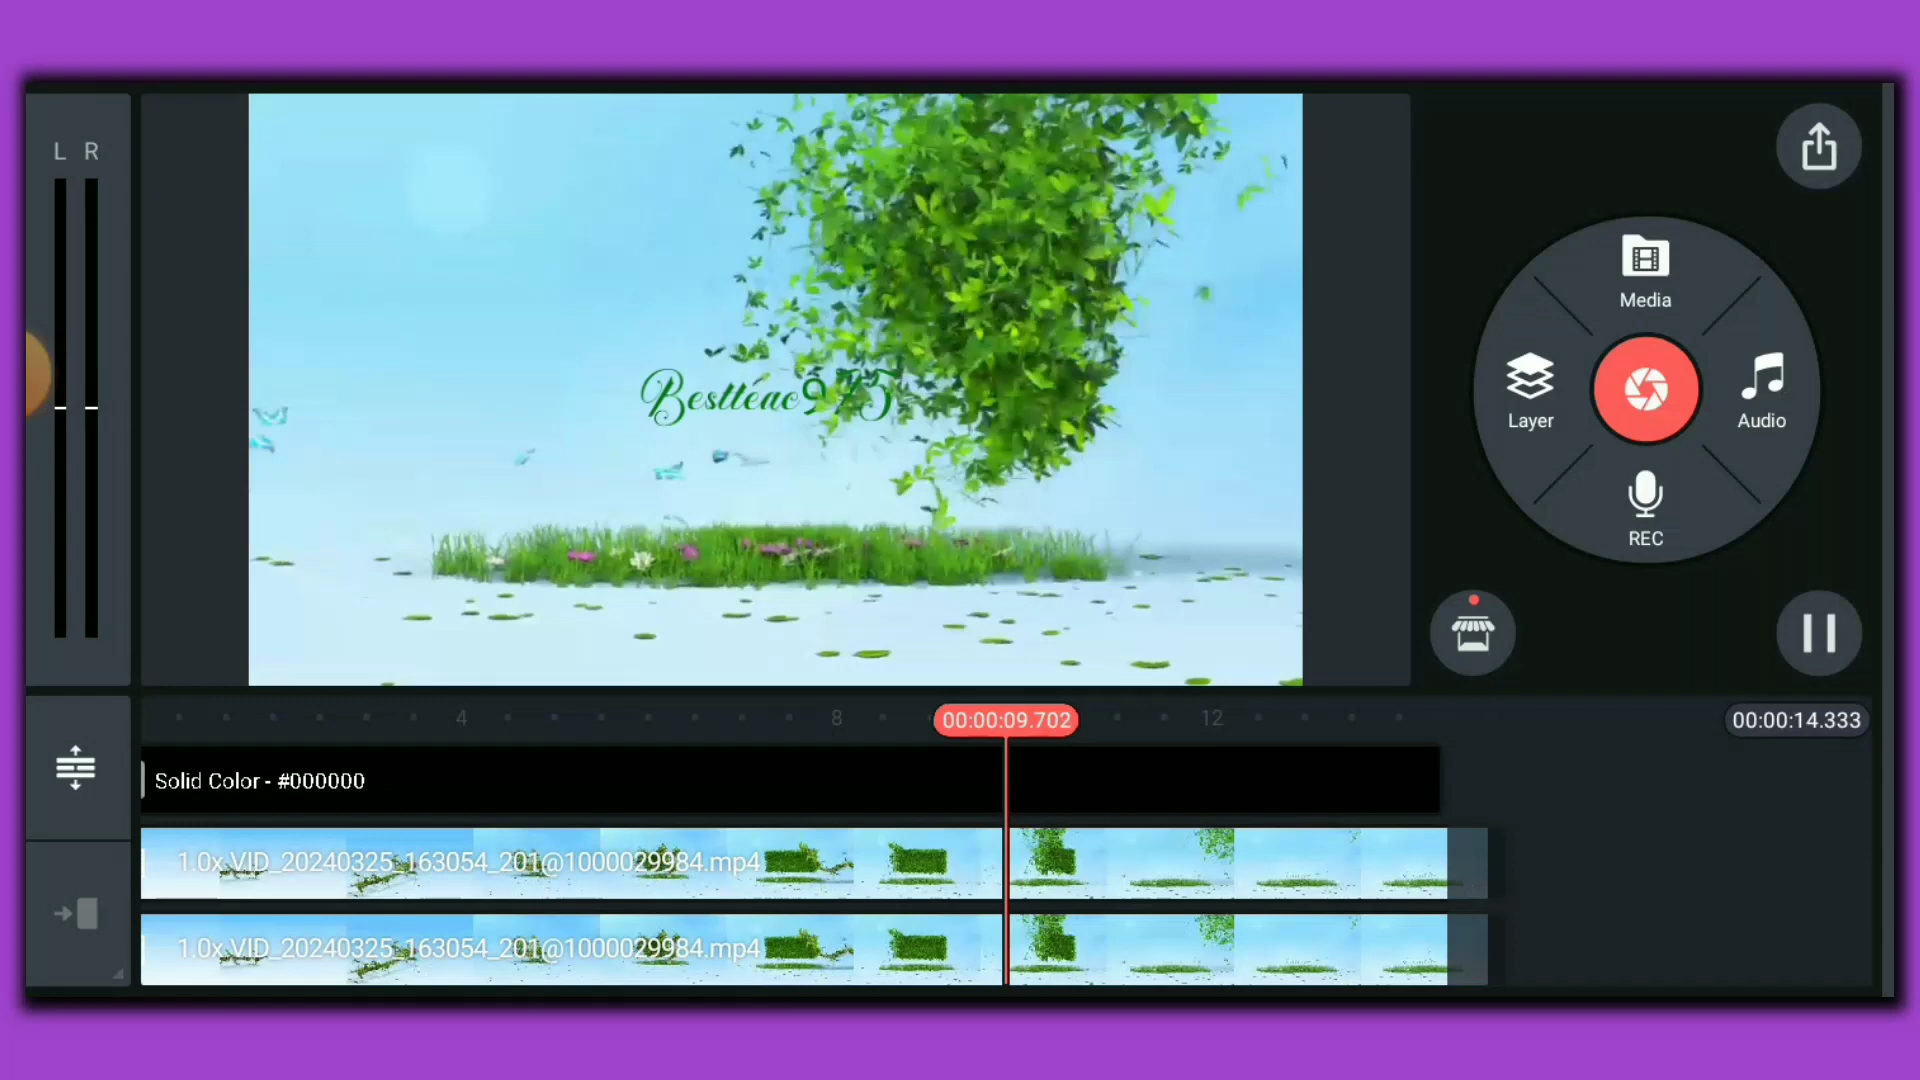 L R
Bestteac975
Media
Layer
Audio
REC
4
8
00:00:09.702
12
00:00:14.333
Solid Color - #000000
1.0x VID_20240325_163054_201@1000029984.mp4
1.0x VID_20240325_163054_201@1000029984.mp4